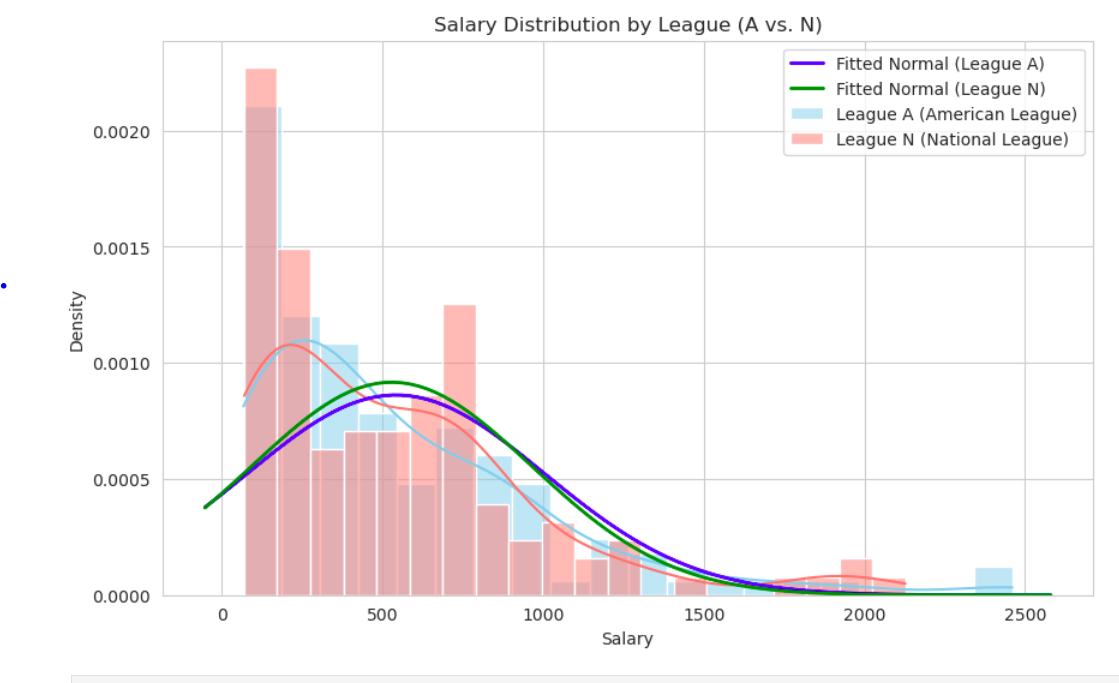 Salary Distribution by League (A vs. N)
Fitted Normal (League A)
Fitted Normal (League N)
League A (American League)
League N (National League)
0.0020
0.0015
0.0010
0.0005
0.0000
Density
0
500
1000
1500
2000
2500
Salary